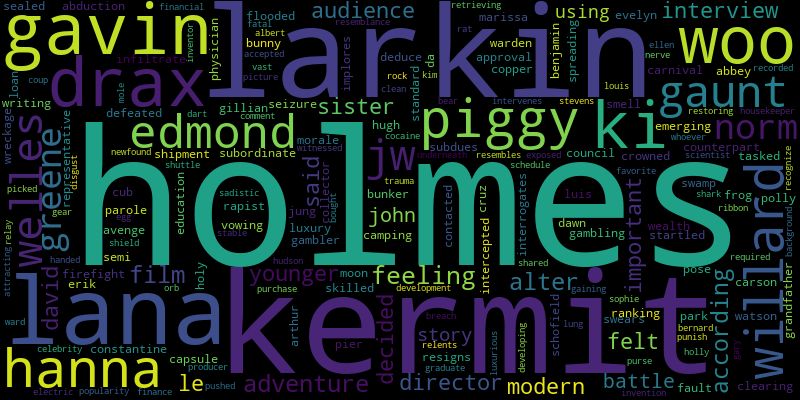 sealed abduction financial
gavin larkin
fatal resemblance retrieving
flooded
albert accepted
bunny vast picture
inventor physician
implores
audience
marissa
rat
evelyn
using
interview
warden
approval
copper
benjamin
spreading
ellen
nerve
woo
loan
coup
infiltrate
drax
mole
rock
clean
kim
deduce
standard
da
louis
smell
carnival
abbey
recorded
gaunt
writing
defeated
dart
gillian
comment
seizure
sister
bear
intervenes
stevens
restoring
housekeeper
wreckage
welles
greene
representative
disgust
edmond
hugh
cocaine
piggy
ki
emerging
norm
whoever
newfound
shipment
subordinate
morale
witnessed
jw
subdues
underneath
resembles
exposed
council
crowned
counterpart
scientist
tasked
recognize
shuttle
holmes
picked
gear
cub
parole
egg
avenge
shield
semi
education
sadistic
rapist
vowing
stable
jung
said
director
bought
luxury
gambler
trauma
bunker
john
camping
schedule
contacted
intercepted
cruz
interrogates
luis
dawn
gambling
favorite
important
swamp
shark
frog
ribbon
wealth
startled
polly
willard
background
relay
attracting
handed
firefight
erik
david
film
orb
holy
hudson
younger
purchase
moon
skilled
decided
feeling
development
shared
alter
gaining
required
pose
carson
according
grandfather
lana
kermit
ward
celebrity
constantine
capsule
producer
arthur
pier
story
relents
resigns
graduate
breach
luxurious
developing
schofield
lung
sophie
ranking
swears
felt
purse
park
bernard
punish
holly
gary
watson
hanna
le
pushed
electric
popularity
finance
adventure
director
modern
battle
invention
fault
clearing